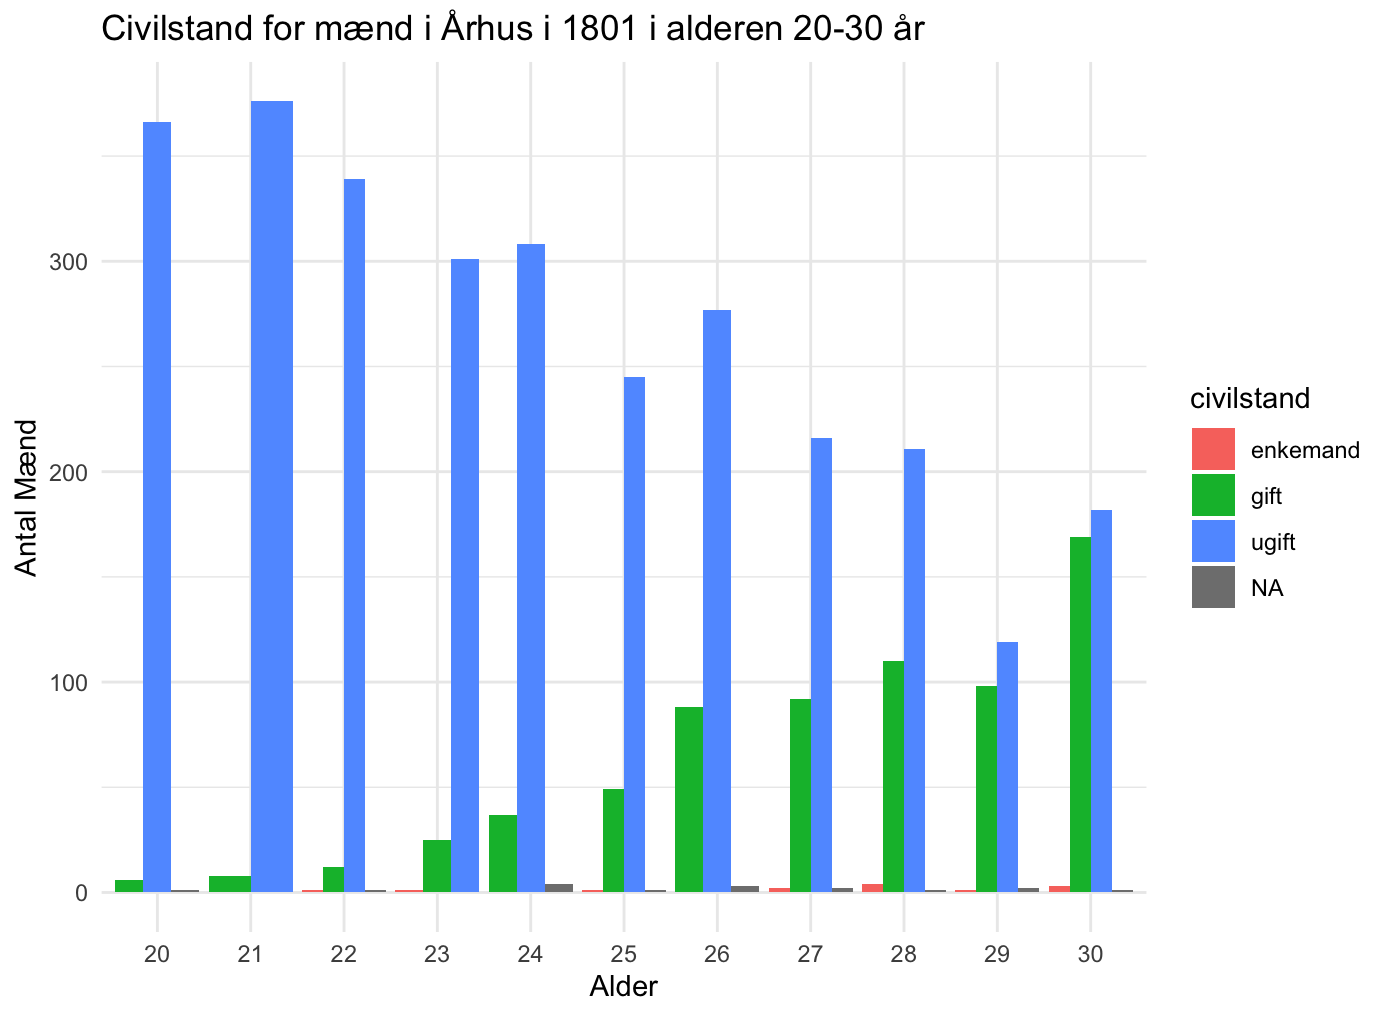 Civilstand for mænd i Århus i 1801 i alderen 20-30 år
Antal Mænd
300
200
100
0
20 21 22 23 24 25 26 27 28 29 30
Alder
civilstand
enkemand
gift
ugift
NA